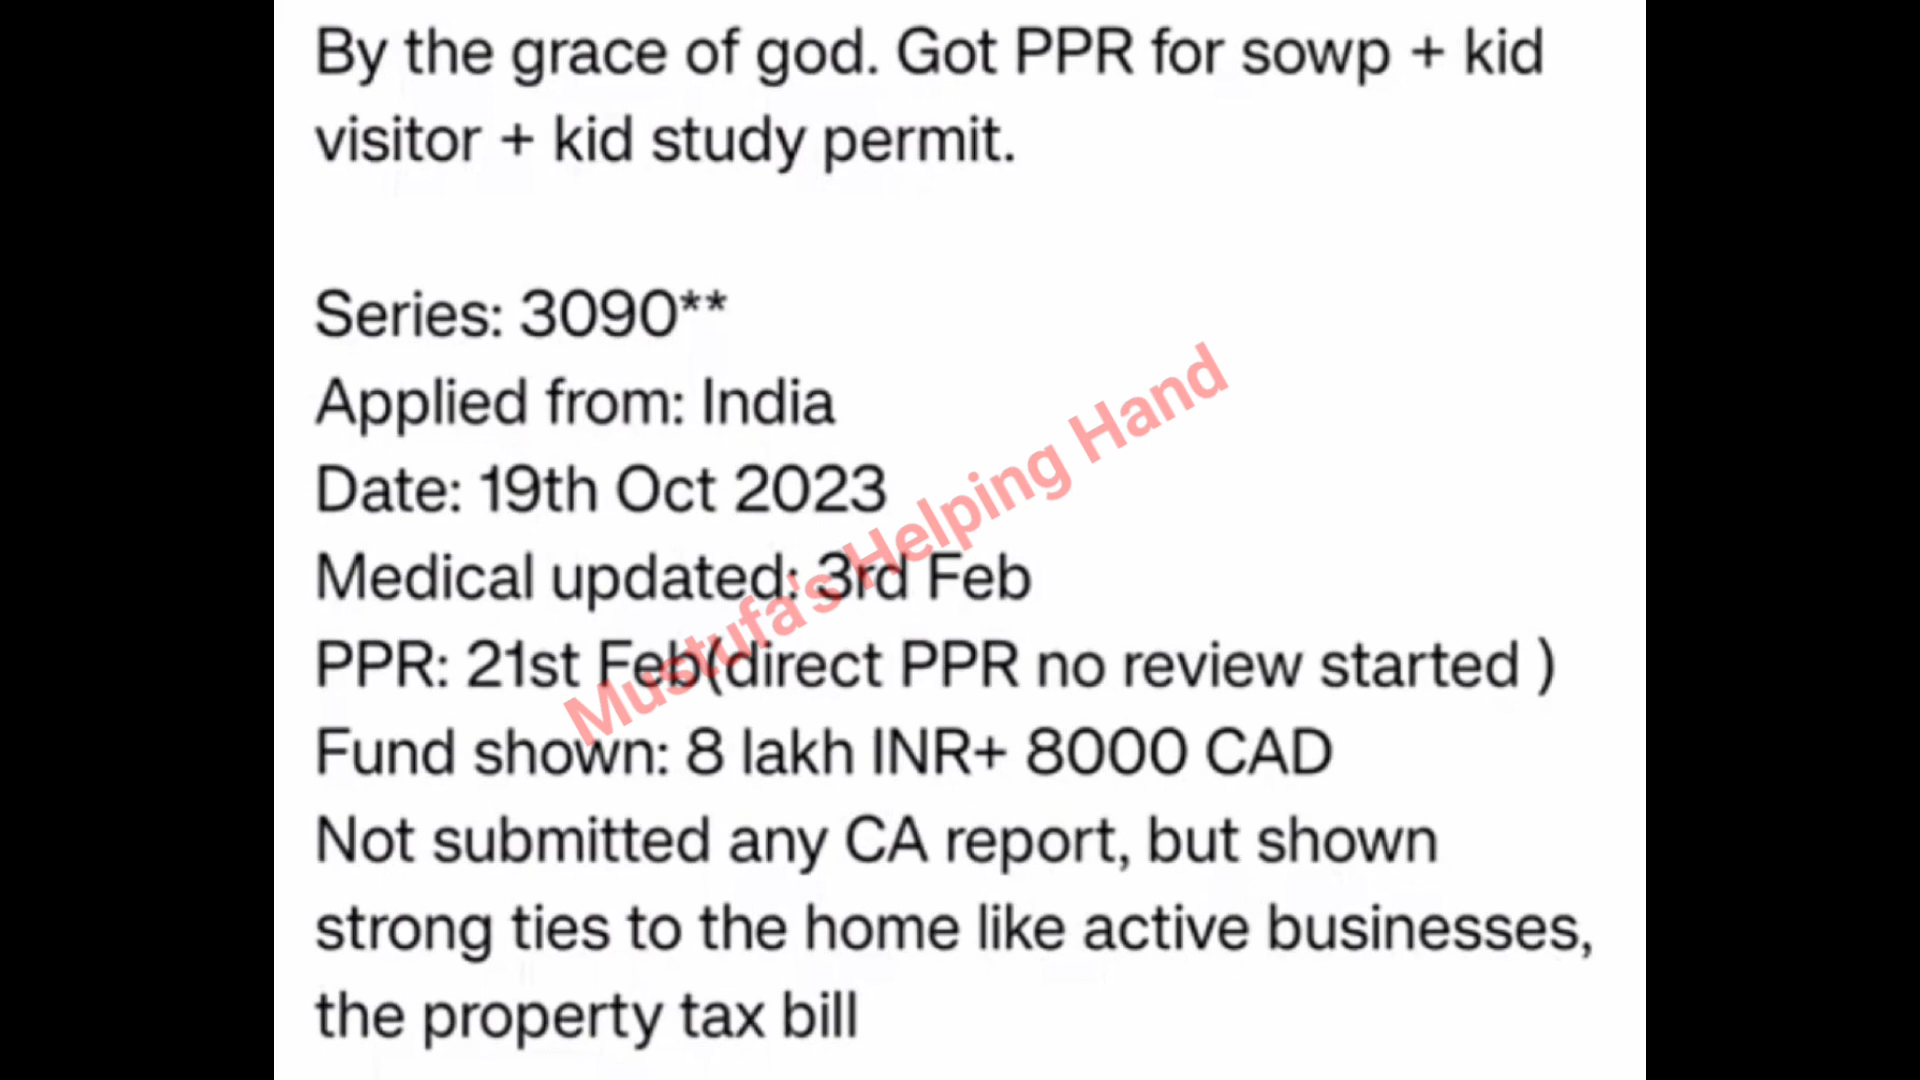 By the grace of god. Got PPR for sowp + kid
visitor + kid study permit.
Series: 3090**
Applied from: India
Date: 19th Oct 2023
Medical updated: 3rd Feb
PPR: 21st Feb(direct PPR no review started )
Fund shown: 8 lakh INR+ 8000 CAD
Not submitted any CA report, but shown
strong ties to the home like active businesses,
the property tax bill
Mustufa's Helping Hand